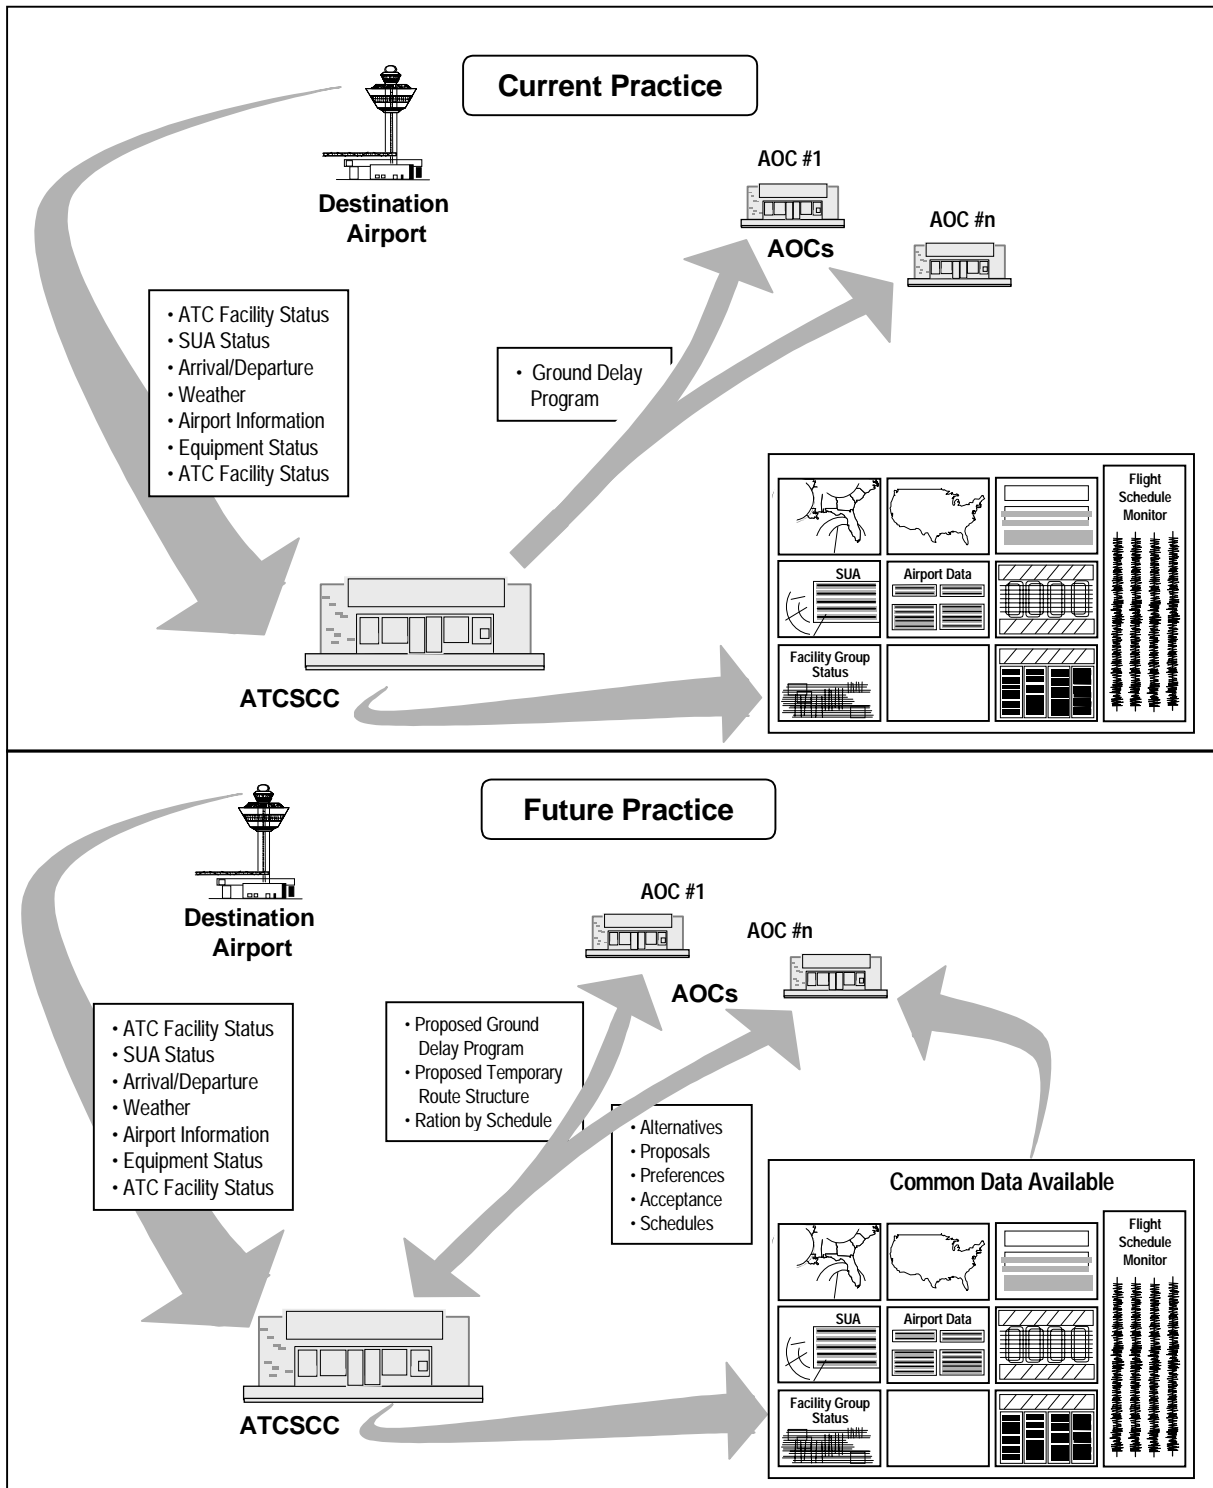 Current Practice
Destination
Airport
AOC #1
AOCs
AOC #n
• ATC Facility Status
• SUA Status
• Arrival/Departure
• Weather
• Airport Information
• Equipment Status
• ATC Facility Status
• Ground Delay
Program
ATCSCC
Flight
Schedule
Monitor
SUA
Airport Data
Facility Group
Status
Future Practice
Destination
Airport
AOC #1
AOC #n
AOCs
• ATC Facility Status
• SUA Status
• Arrival/Departure
• Weather
• Airport Information
• Equipment Status
• ATC Facility Status
• Proposed Ground
Delay Program
• Proposed Temporary
Route Structure
• Ration by Schedule
• Alternatives
• Proposals
• Preferences
• Acceptance
• Schedules
ATCSCC
Common Data Available
Flight
Schedule
Monitor
SUA
Airport Data
Facility Group
Status